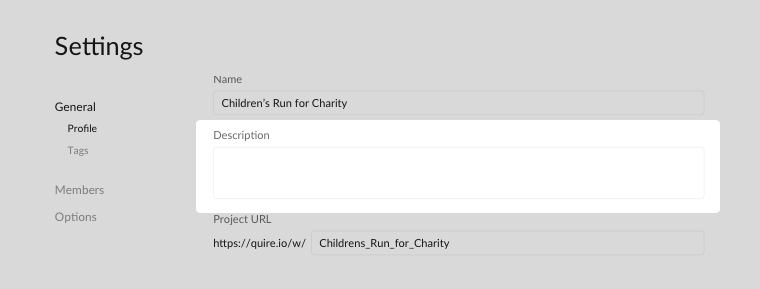 Settings
General
Profile
Tags
Members
Options
Name
Children's Run for Charity
Description
Project URL
https://quire.io/w/ Childrens_Run_for_Charity